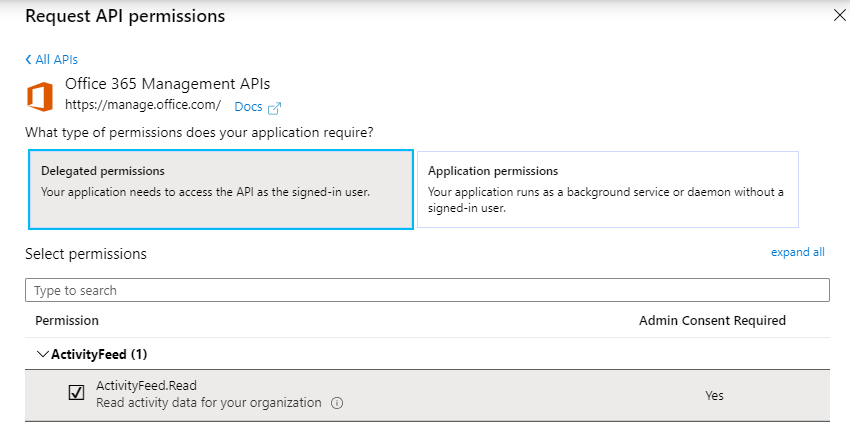 Request API permissions
All APIs
Office 365 Management APIs
https://manage.office.com/ Docs
What type of permissions does your application require?
Delegated permissions
Your application needs to access the API as the signed-in user.
Application permissions
Your application runs as a background service or daemon without a
signed-in user.
Select permissions
expand all
Type to search
Permission Admin Consent Required
ActivityFeed (1)
ActivityFeed.Read
Read activity data for your organization
Yes